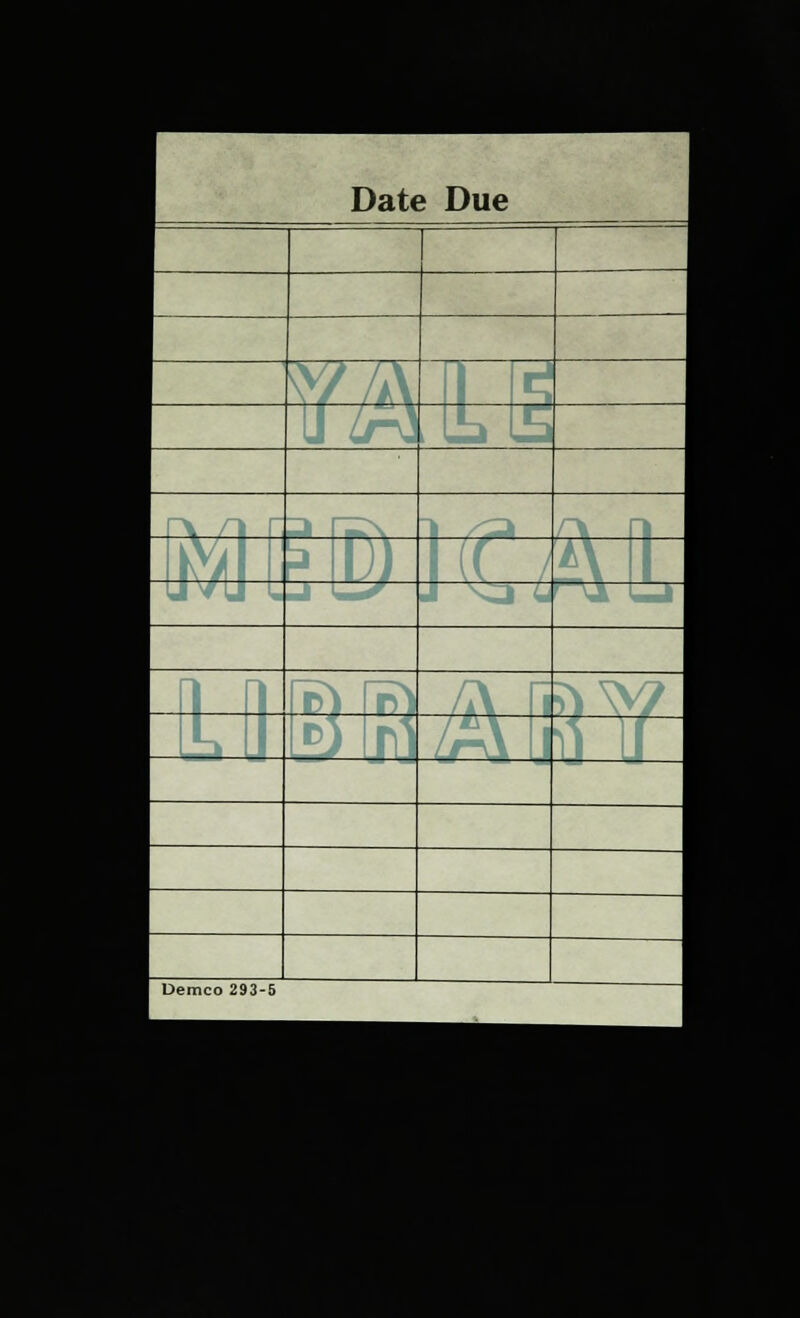 Date Due
YALE
MEDICAL
LIBRARY
Demco 293-5